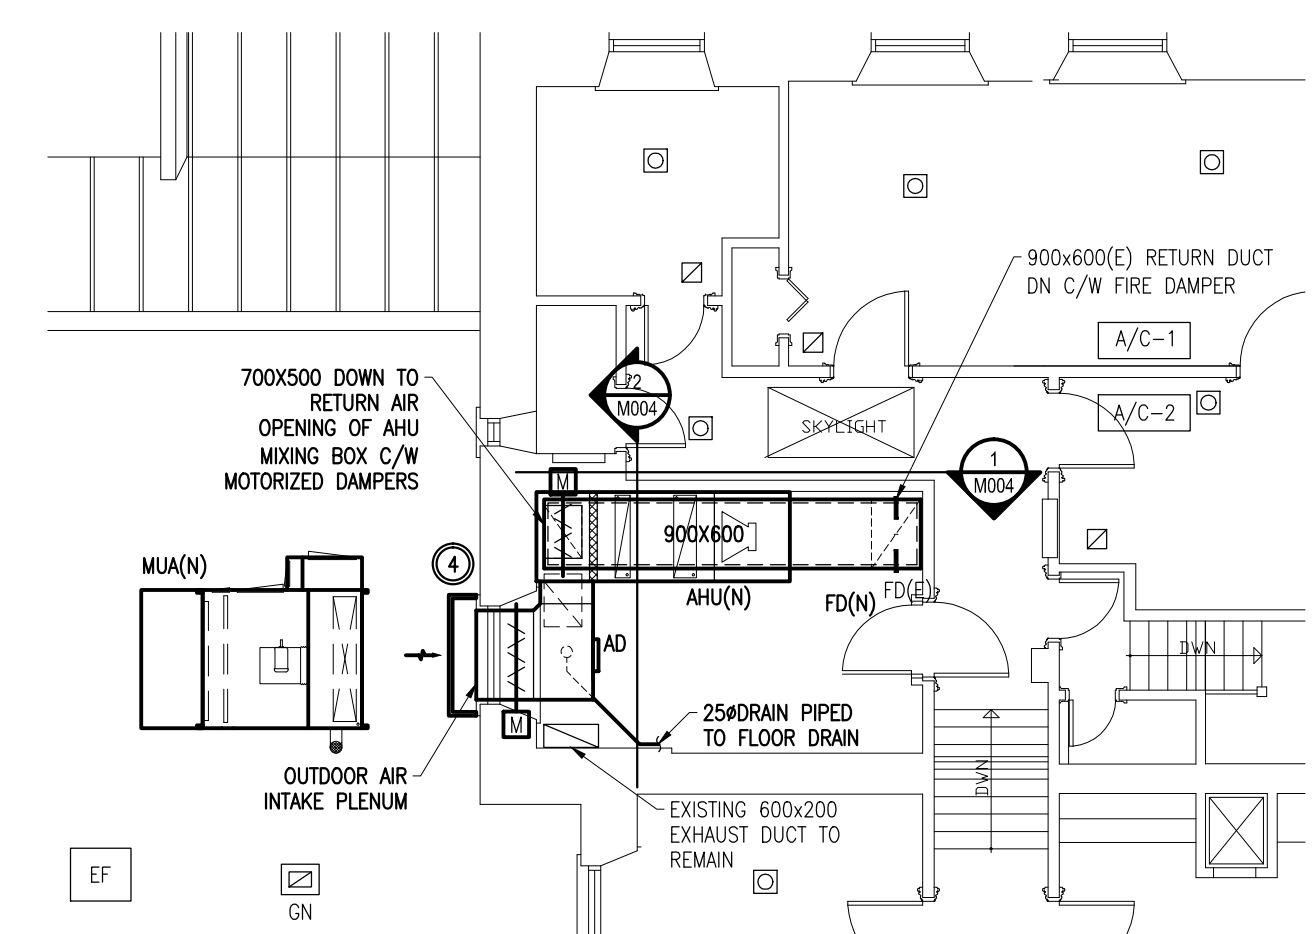 900x600(E) RETURN DUCT
DN C/W FIRE DAMPER
A/C-1
A/C-2
700X500 DOWN TO
RETURN AIR
OPENING OF AHU
MIXING BOX C/W
MOTORIZED DAMPERS
2
M004
SKYLIGHT
1
M004
M
900X600
MUA(N)
4
AHU(N)
FD(N)
FD(E)
AD
DWN
M
25øDRAIN PIPED
TO FLOOR DRAIN
OUTDOOR AIR
INTAKE PLENUM
DWN
EXISTING 600x200
EXHAUST DUCT TO
REMAIN
EF
GN